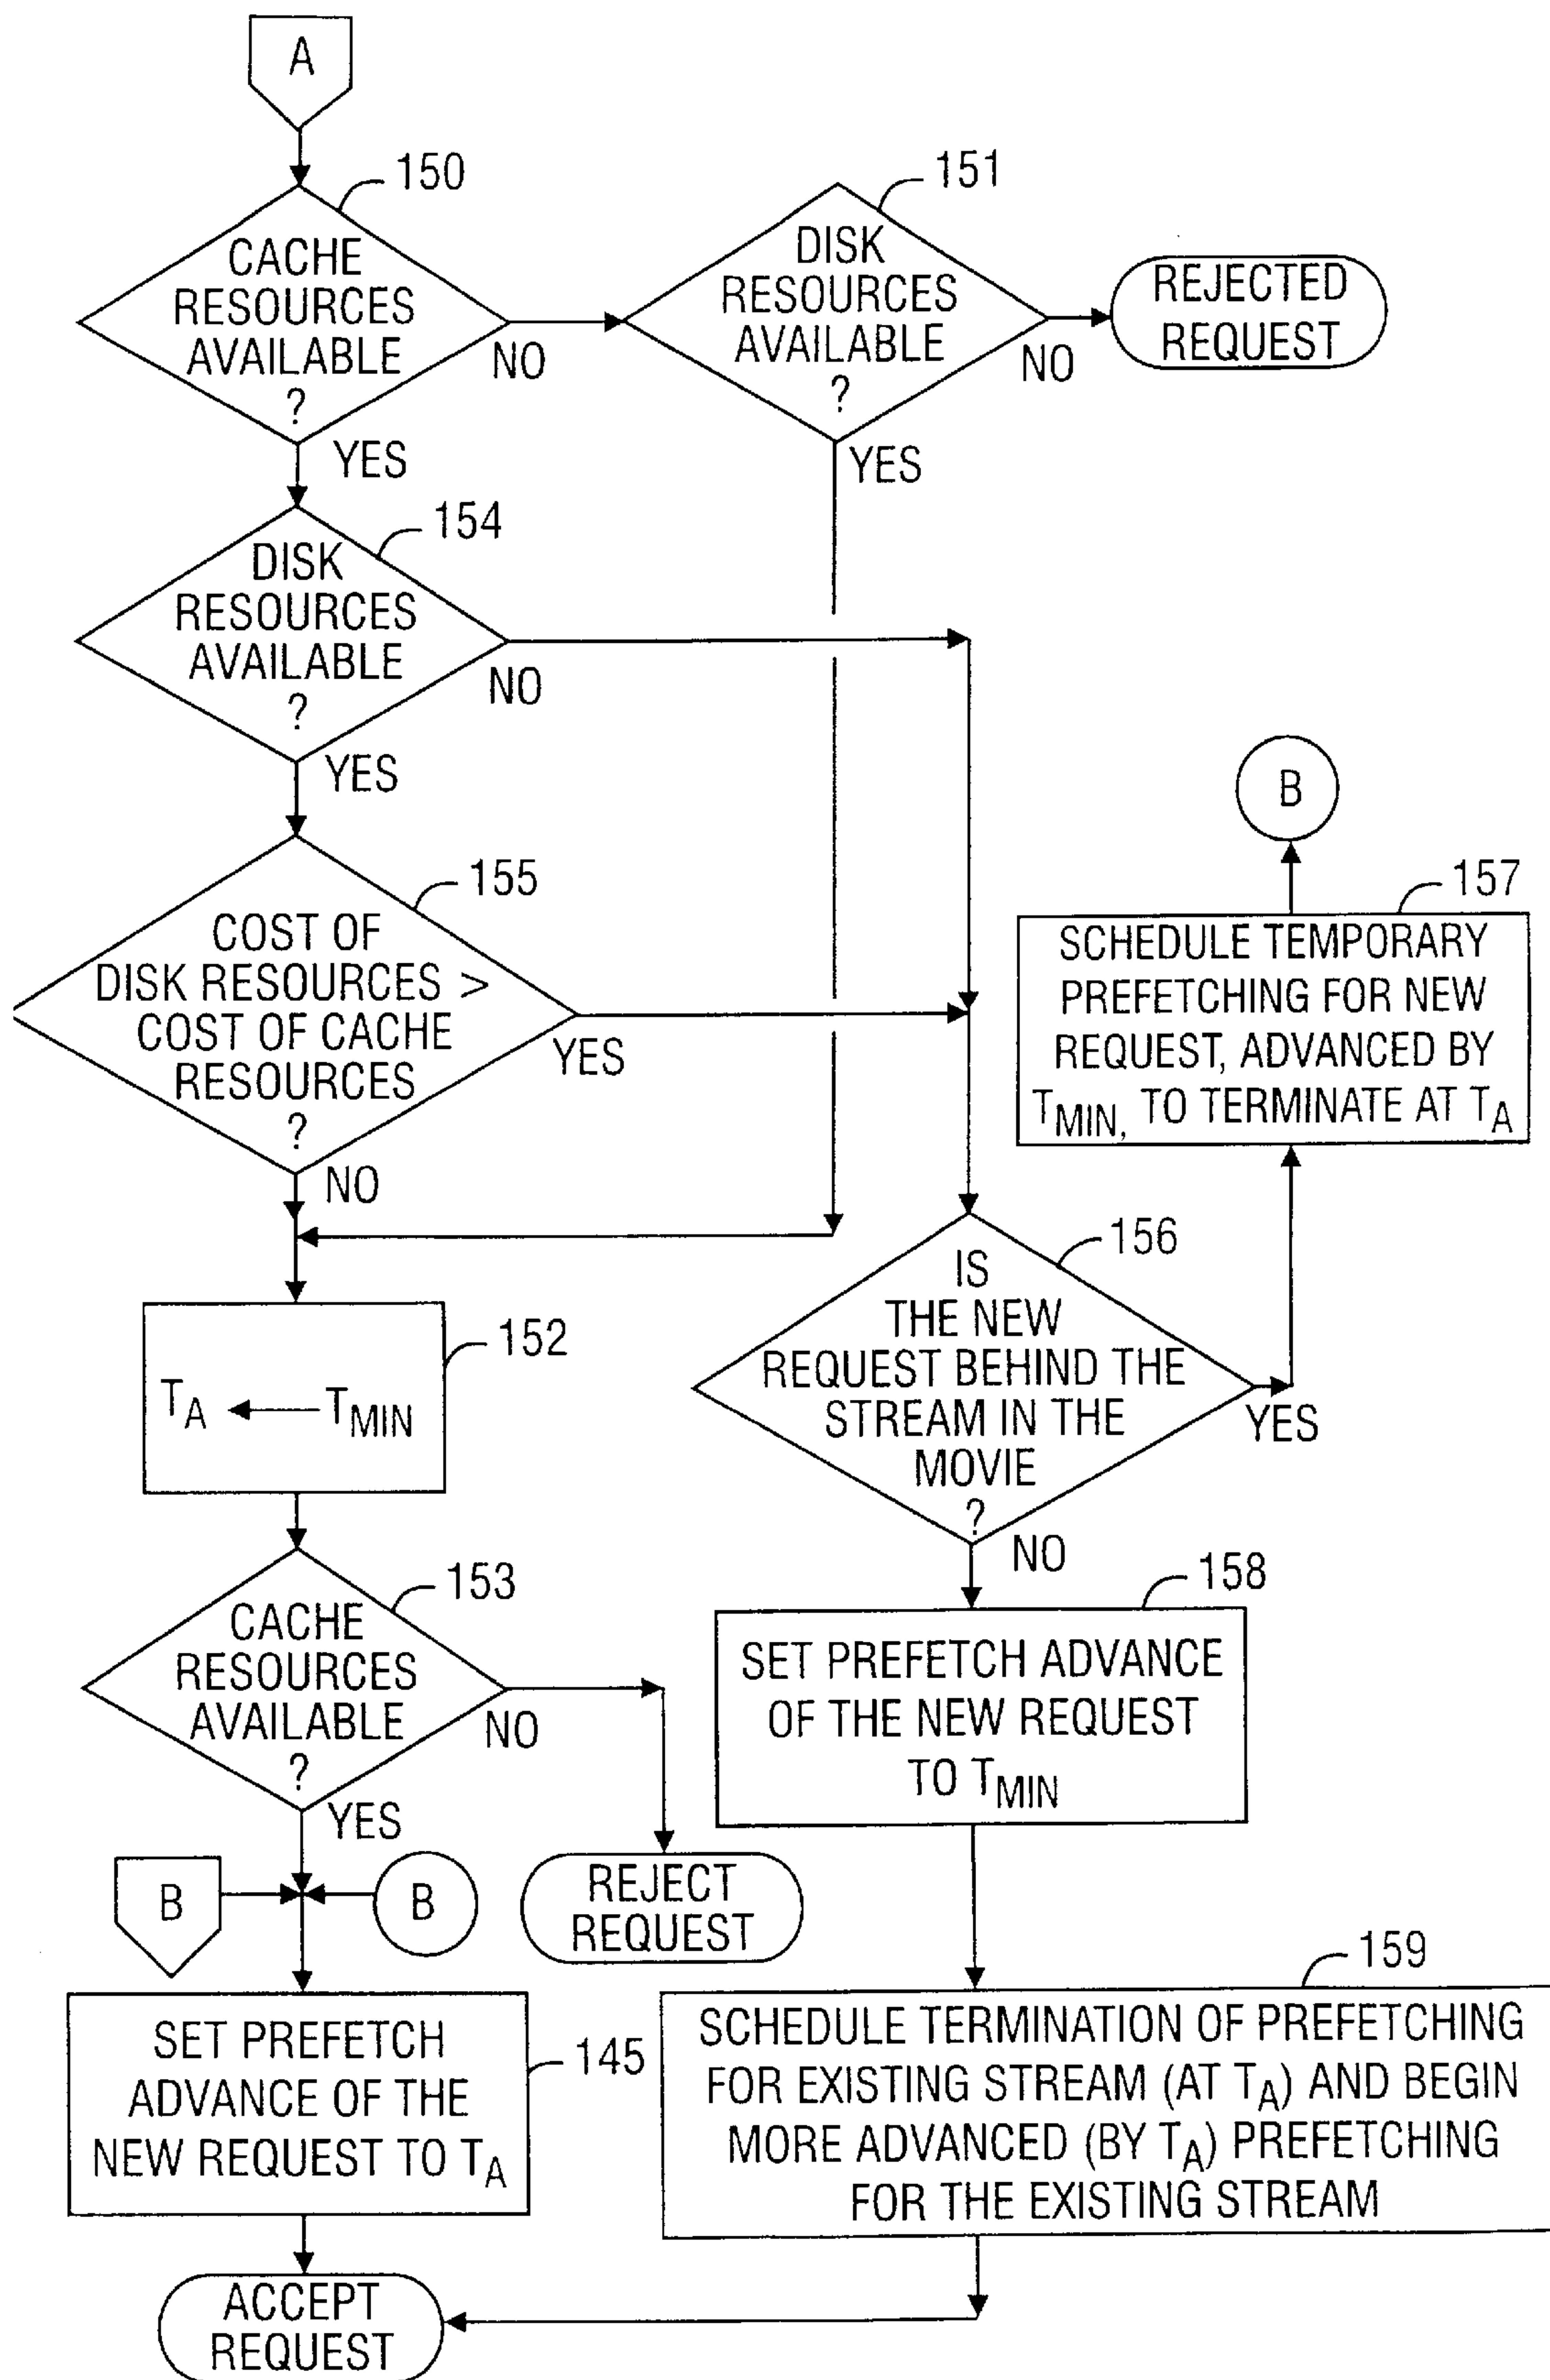 A
150
CACHE
RESOURCES
AVAILABLE
?
NO
YES
151
DISK
RESOURCES
AVAILABLE
?
NO
YES
REJECTED
REQUEST
154
DISK
RESOURCES
AVAILABLE
?
NO
YES
155
COST OF
DISK RESOURCES >
COST OF CACHE
RESOURCES
?
YES
NO
B
157
SCHEDULE TEMPORARY
PREFETCHING FOR NEW
REQUEST, ADVANCED BY
TMIN, TO TERMINATE AT TA
156
IS
THE NEW
REQUEST BEHIND THE
STREAM IN THE
MOVIE
?
YES
NO
152
TA ← TMIN
153
CACHE
RESOURCES
AVAILABLE
?
NO
YES
158
SET PREFETCH ADVANCE
OF THE NEW REQUEST
TO TMIN
B
B
REJECT
REQUEST
145
SET PREFETCH
ADVANCE OF THE
NEW REQUEST TO TA
159
SCHEDULE TERMINATION OF PREFETCHING
FOR EXISTING STREAM (AT TA) AND BEGIN
MORE ADVANCED (BY TA) PREFETCHING
FOR THE EXISTING STREAM
ACCEPT
REQUEST